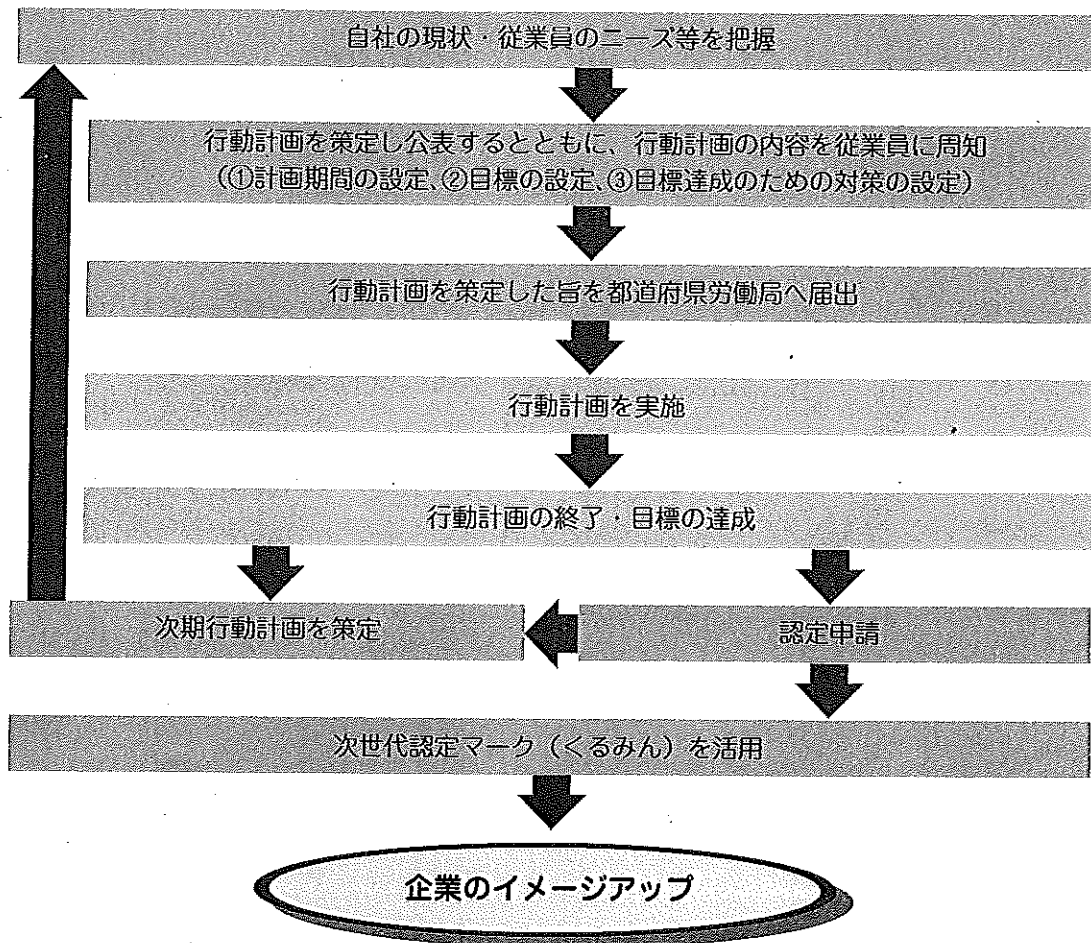 自社の現状・従業員のニーズ等を把握
行動計画を策定し公表するとともに、行動計画の内容を従業員に周知
（①計画期間の設定、②目標の設定、③目標達成のための対策の設定）
行動計画を策定した旨を都道府県労働局へ届出
行動計画を実施
行動計画の終了・目標の達成
次期行動計画を策定
認定申請
次世代認定マーク（くるみん）を活用
企業のイメージアップ